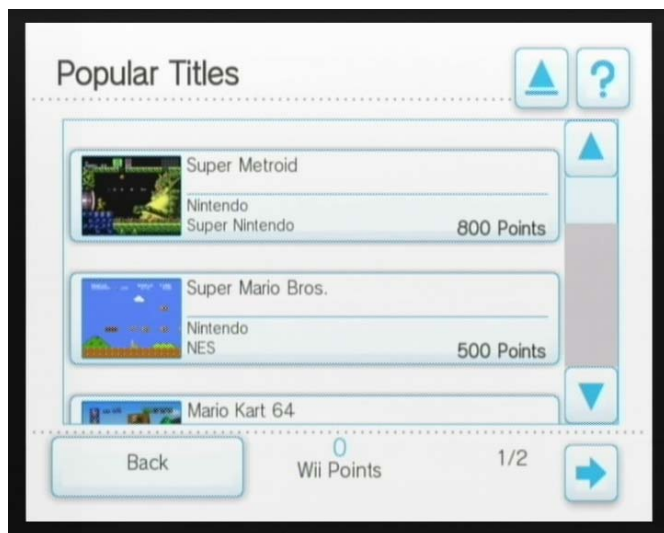 Popular Titles
?
Super Metroid
Nintendo
Super Nintendo
800 Points
Super Mario Bros.
Nintendo
NES
500 Points
Mario Kart 64
Back
0
Wii Points
1/2